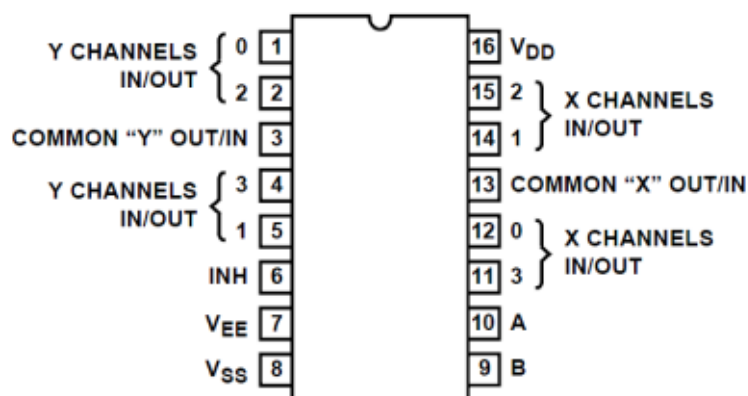 Y CHANNELS
IN/OUT
0 1
2 2
COMMON “Y” OUT/IN 3
Y CHANNELS
IN/OUT
3 4
1 5
INH 6
VEE 7
VSS 8
16 VDD
15 2
14 1
X CHANNELS
IN/OUT
13 COMMON “X” OUT/IN
12 0
11 3
X CHANNELS
IN/OUT
10 A
9 B